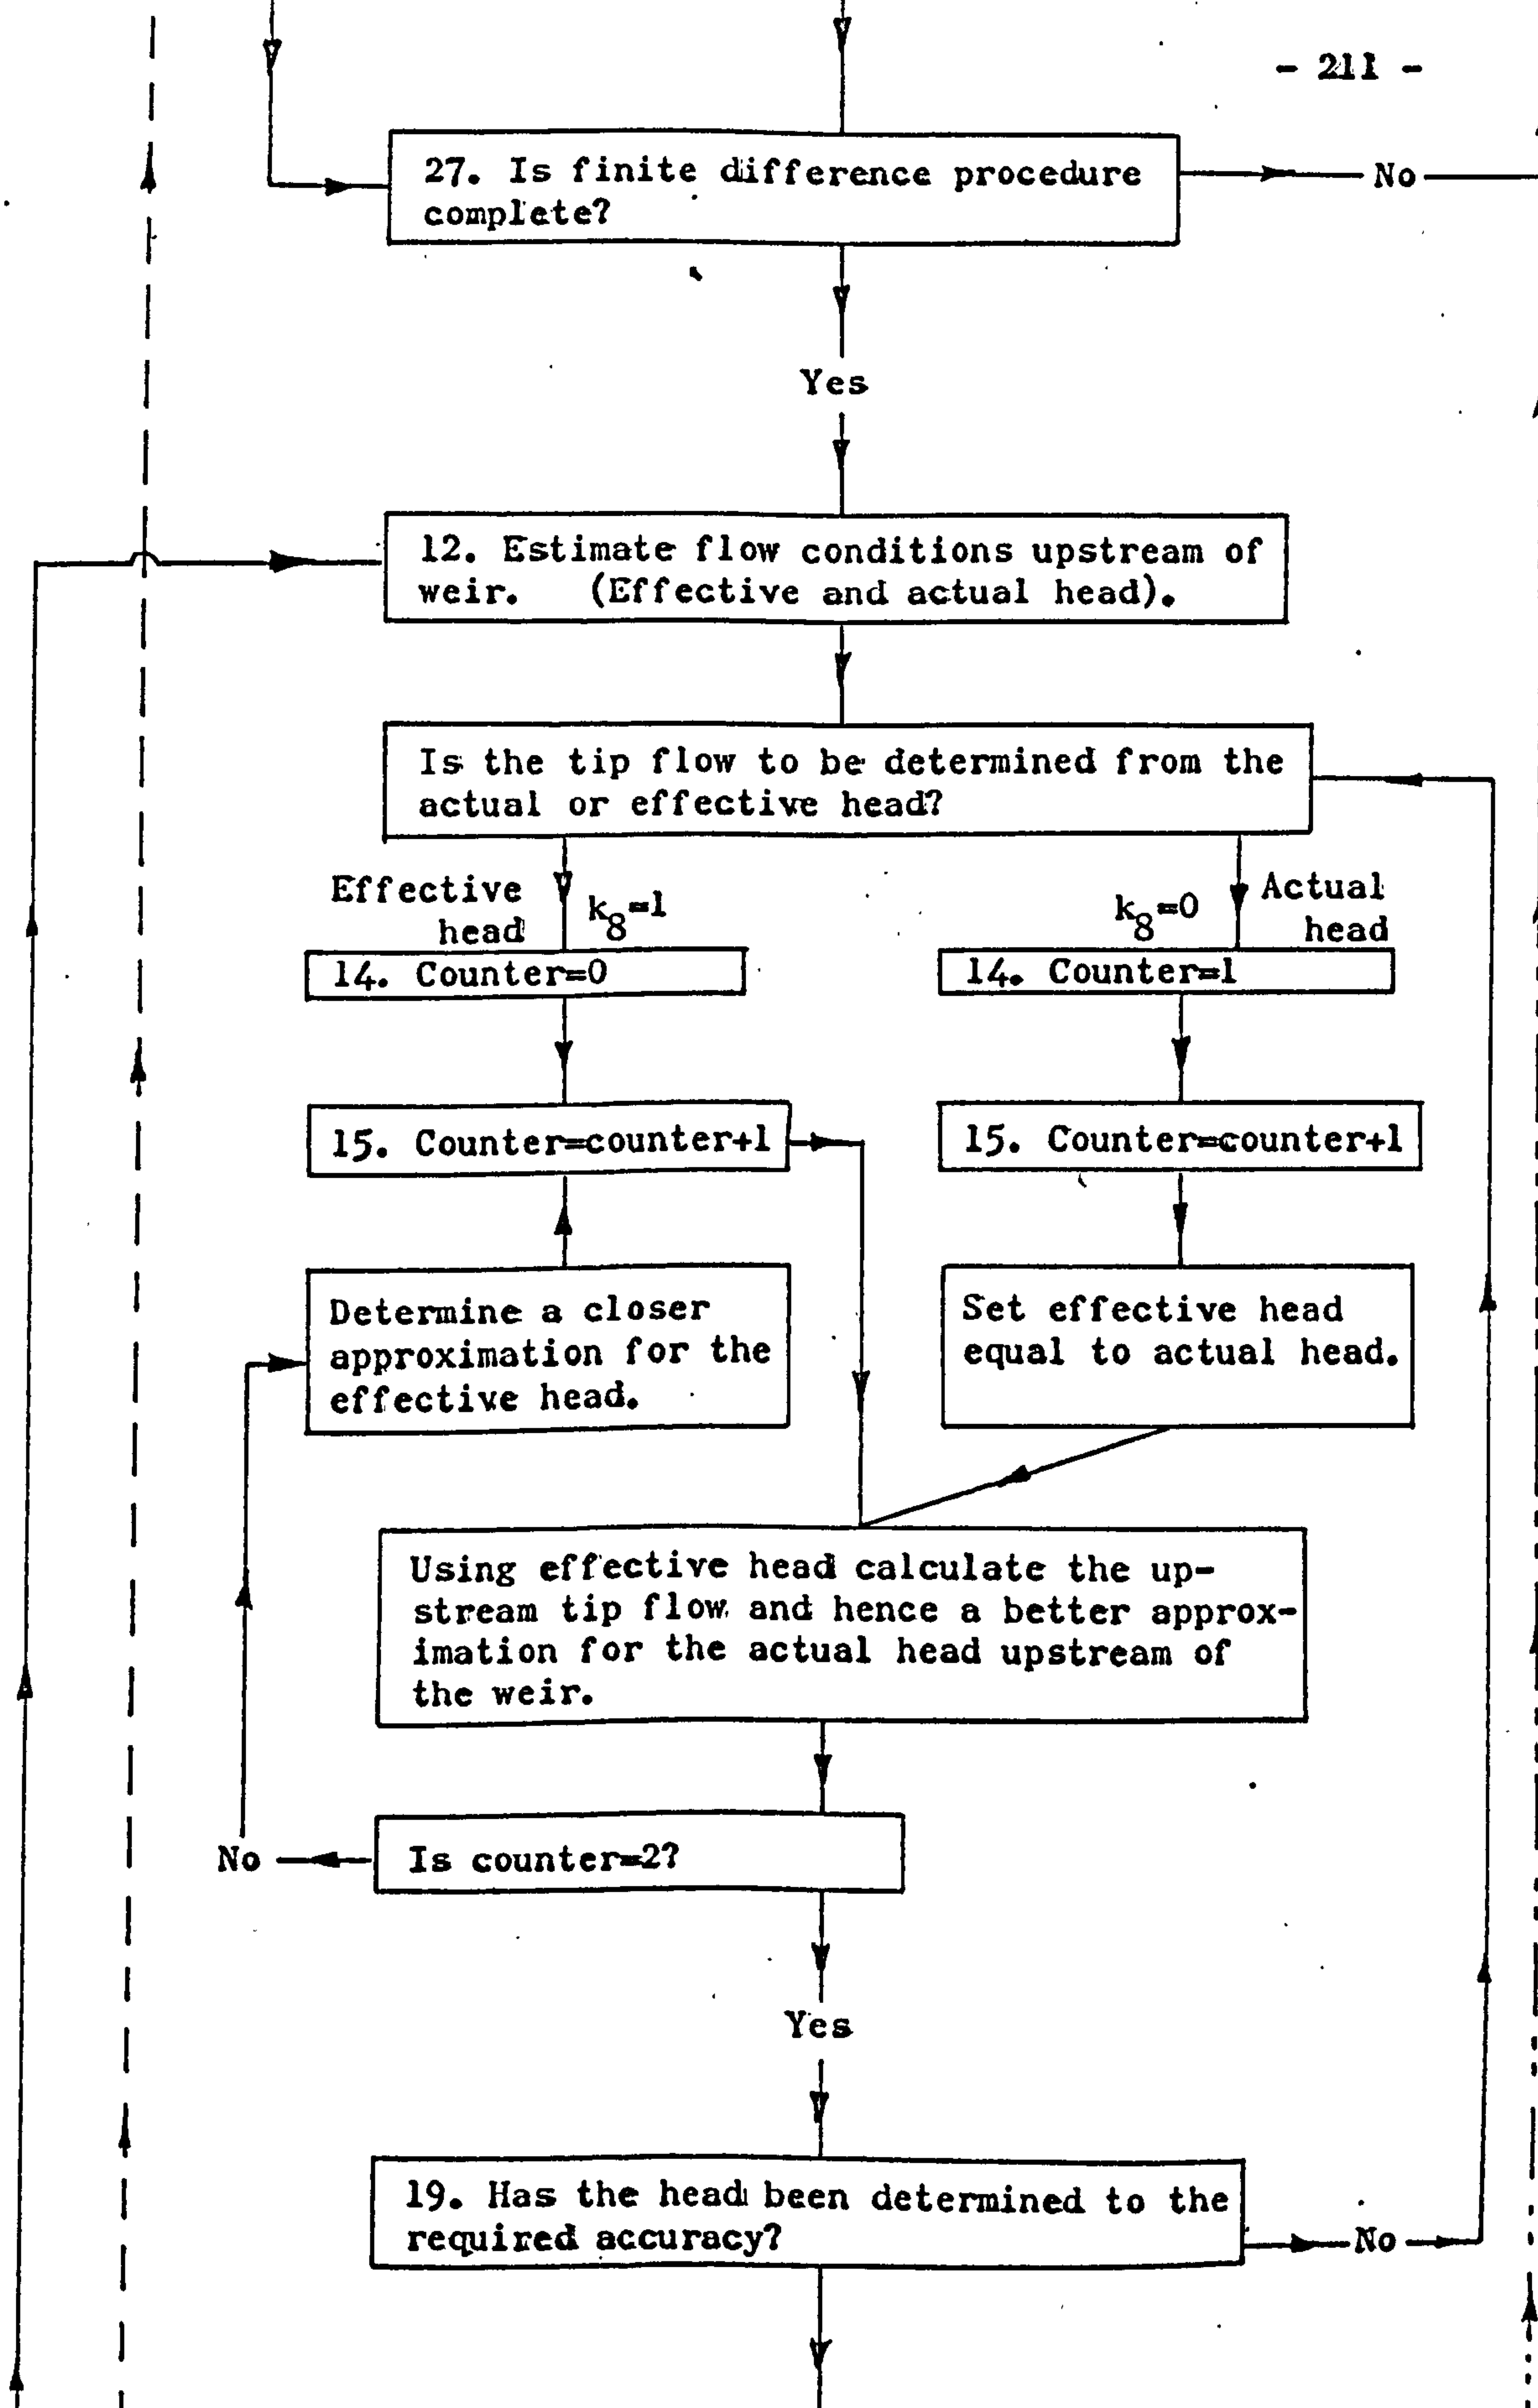 - 211 -
27. Is finite difference procedure
complete?
No
Yes
12. Estimate flow conditions upstream of
weir. (Effective and actual head).
Is the tip flow to be determined from the
actual or effective head?
Effective
head
k8=1
k8=0
Actual
head
14. Counter=0
14. Counter=1
15. Counter=counter+1
15. Counter=counter+1
Determine a closer
approximation for the
effective head.
Set effective head
equal to actual head.
Using effective head calculate the up-
stream tip flow and hence a better approx-
imation for the actual head upstream of
the weir.
No
Is counter=2?
Yes
19. Has the head been determined to the
required accuracy?
No